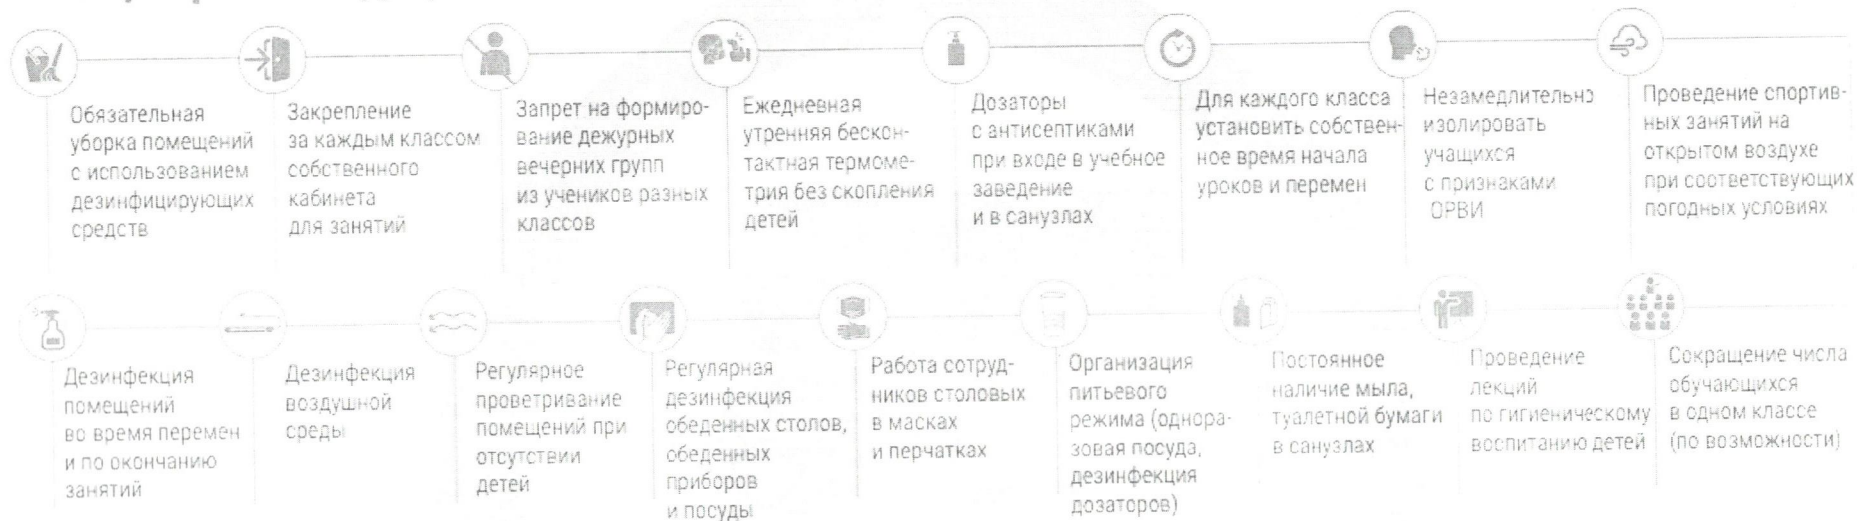 Обязательная
уборка помещений
с использованием
дезинфицирующих
средств
Закрепление
за каждым классом
собственного
кабинета
для занятий
Запрет на формиро-
вание дежурных
вечерних групп
из учеников разных
классов
Ежедневная
утренняя бескон-
тактная термоме-
трия без скопления
детей
Дозаторы
с антисептиками
при входе в учебное
заведение
и в санузлах
Для каждого класса
установить собствен-
ное время начала
уроков и перемен
Незамедлительно
изолировать
учащихся
с признаками
ОРВИ
Проведение спортив-
ных занятий на
открытом воздухе
при соответствующих
погодных условиях
Дезинфекция
помещений
во время перемен
и по окончанию
занятий
Дезинфекция
воздушной
среды
Регулярное
проветривание
помещений при
отсутствии
детей
Регулярная
дезинфекция
обеденных столов,
обеденных
приборов
и посуды
Работа сотруд-
ников столовых
в масках
и перчатках
Организация
питьевого
режима (однора-
зовая посуда,
дезинфекция
дозаторов)
Постоянное
наличие мыла,
туалетной бумаги
в санузлах
Проведение
лекций
по гигиеническому
воспитанию детей
Сокращение числа
обучающихся
в одном классе
(по возможности)